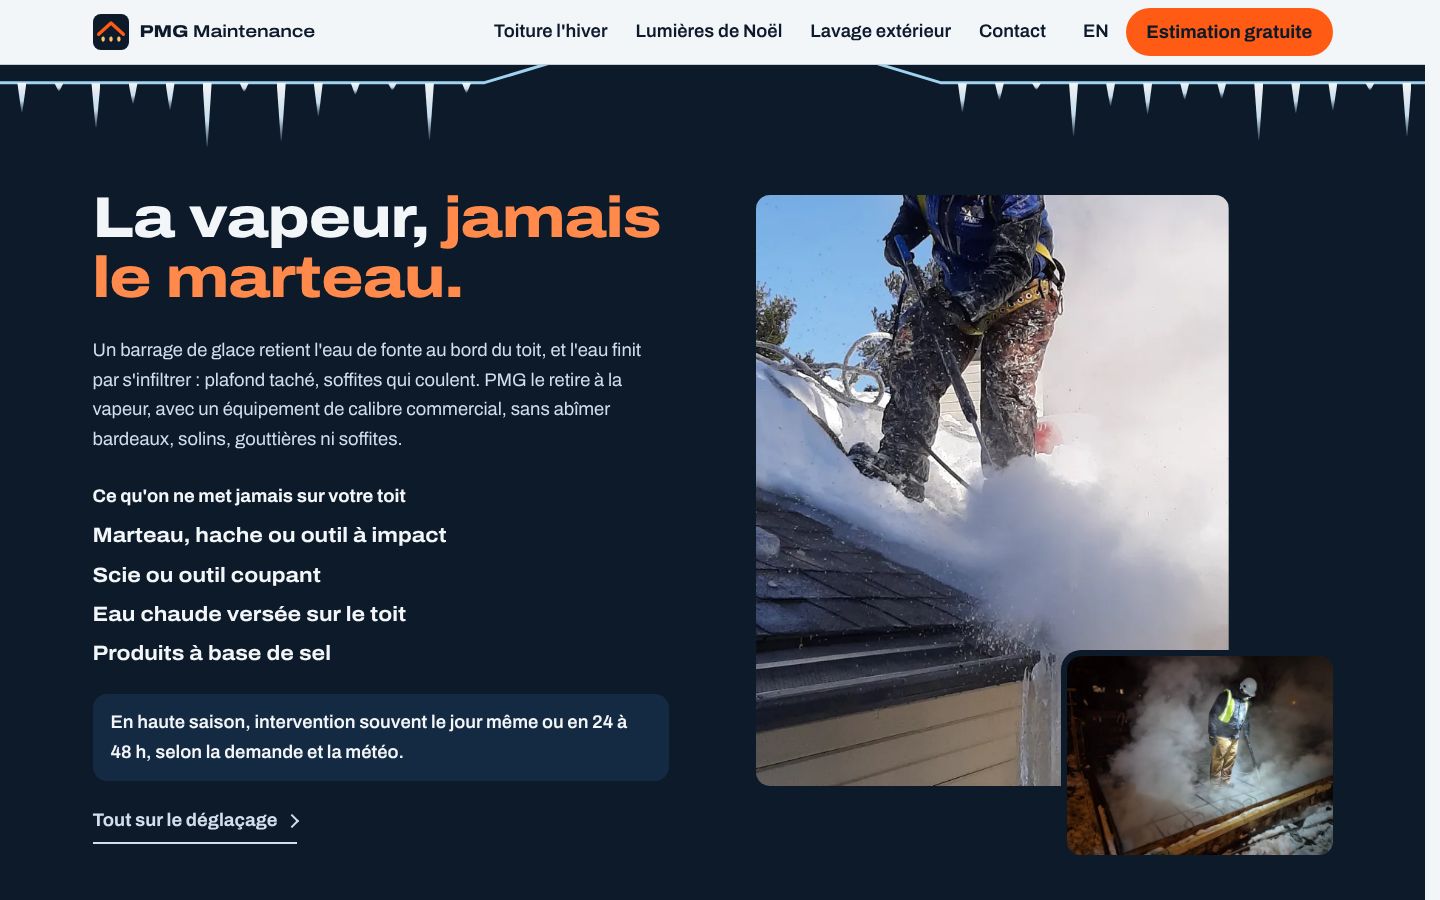 PMG Maintenance
Toiture l'hiver
Lumières de Noël
Lavage extérieur
Contact
EN
Estimation gratuite
La vapeur, jamais
le marteau.
Un barrage de glace retient l'eau de fonte au bord du toit, et l'eau finit
par s'infiltrer : plafond taché, soffites qui coulent. PMG le retire à la
vapeur, avec un équipement de calibre commercial, sans abîmer
bardeaux, solins, gouttières ni soffites.
Ce qu'on ne met jamais sur votre toit
Marteau, hache ou outil à impact
Scie ou outil coupant
Eau chaude versée sur le toit
Produits à base de sel
En haute saison, intervention souvent le jour même ou en 24 à
48 h, selon la demande et la météo.
Tout sur le déglaçage